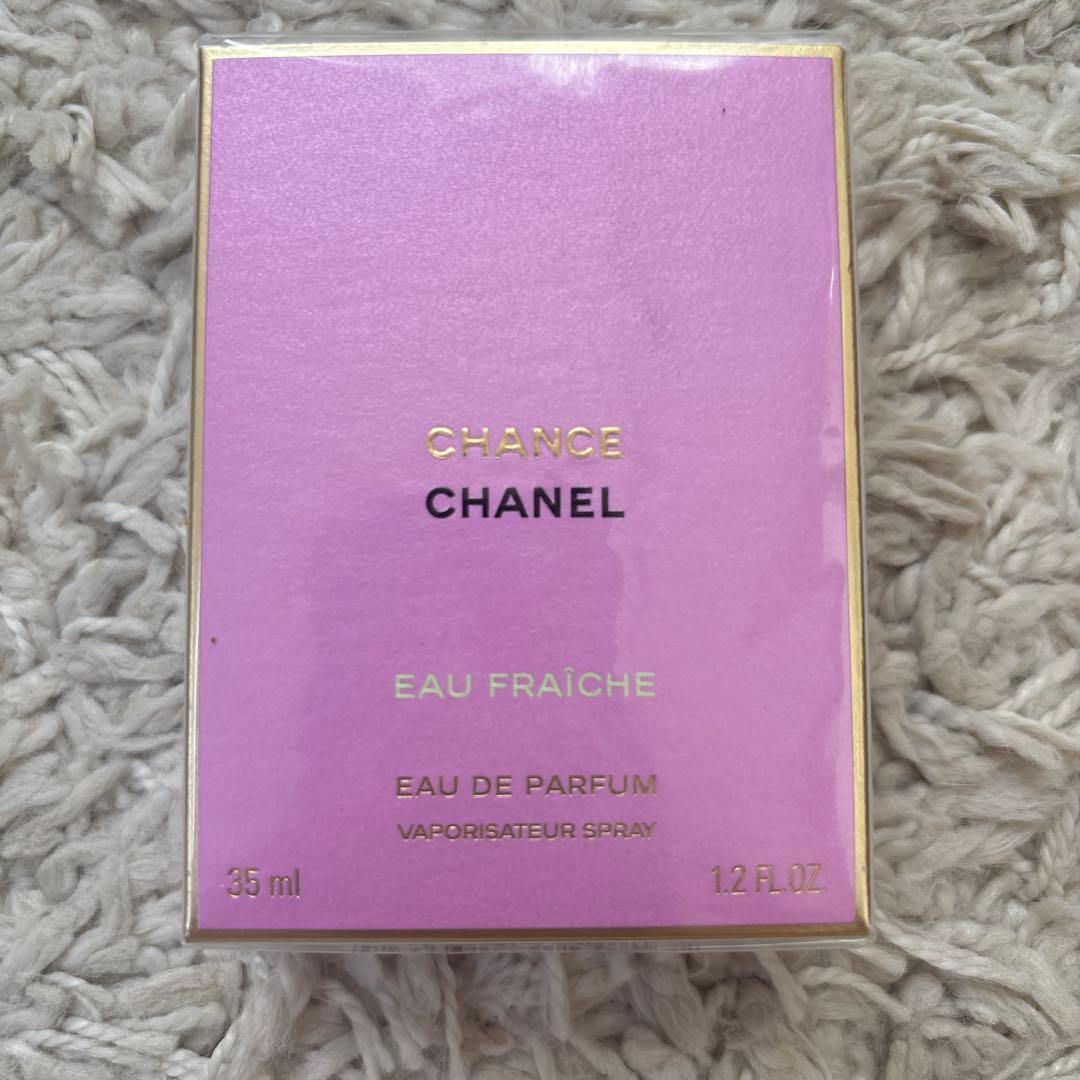 CHANCE
CHANEL
EAU FRAÎCHE
EAU DE PARFUM
VAPORISATEUR SPRAY
35 ml 1.2 FL.OZ.